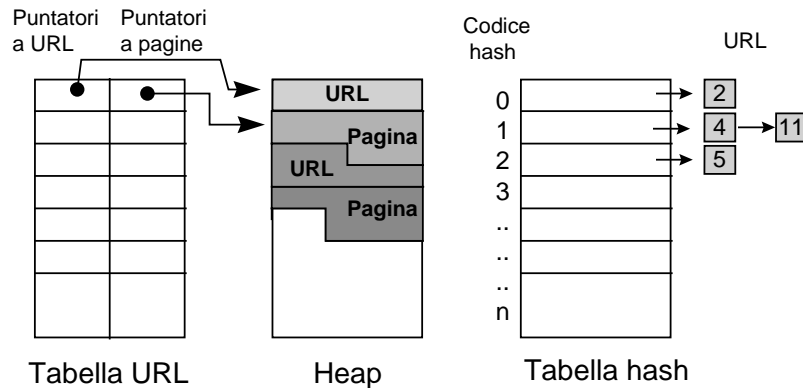 Puntatori
a URL
Puntatori
a pagine
Codice
hash
URL
URL
Pagina
URL
Pagina
0
1
2
3
..
..
..
n
2
4
11
5
Tabella URL
Heap
Tabella hash